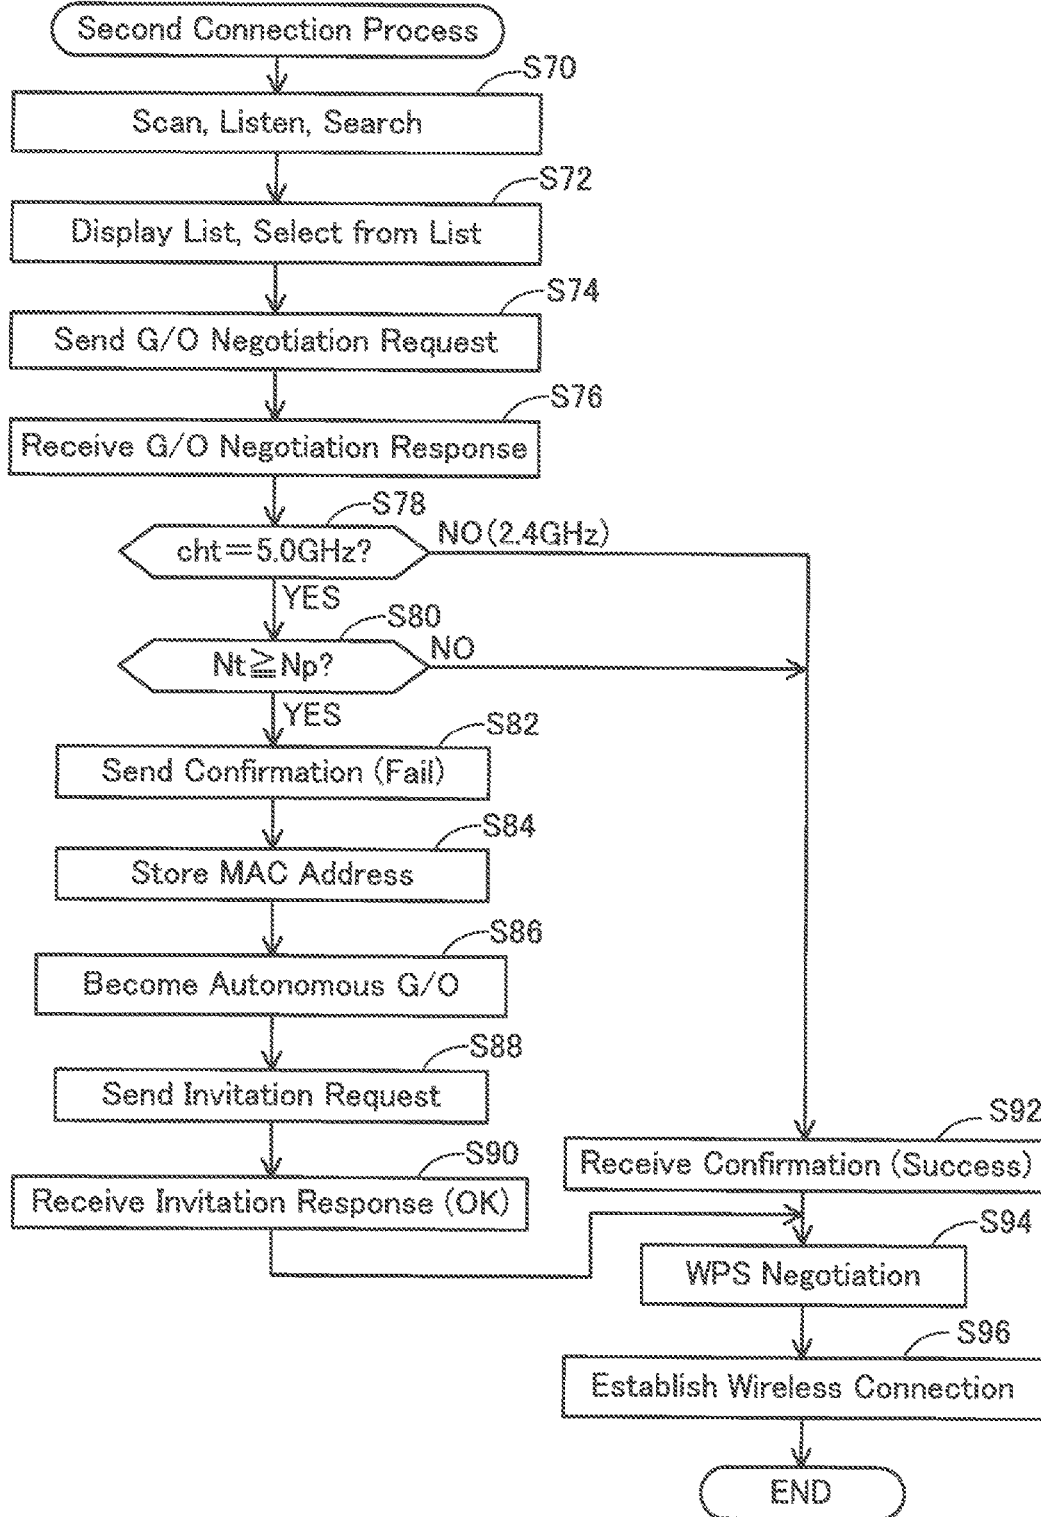 Second Connection Process
S70
Scan, Listen, Search
S72
Display List, Select from List
S74
Send G/O Negotiation Request
S76
Receive G/O Negotiation Response
S78
cht=5.0GHz?
NO(2.4GHz)
YES
S80
Nt≧Np?
NO
YES
S82
Send Confirmation (Fail)
S84
Store MAC Address
S86
Become Autonomous G/O
S88
Send Invitation Request
S90
Receive Invitation Response (OK)
S92
Receive Confirmation (Success)
S94
WPS Negotiation
S96
Establish Wireless Connection
END